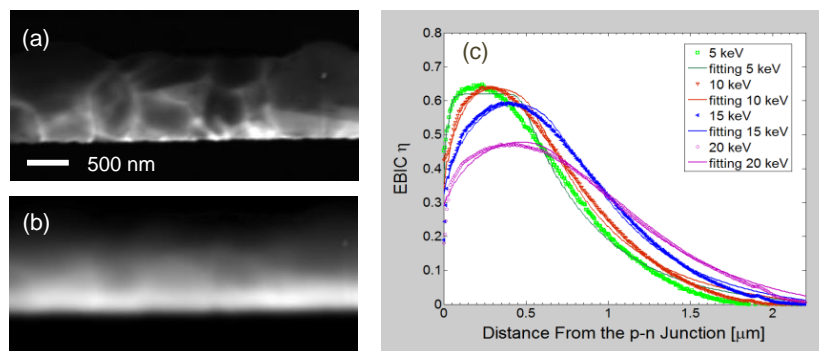 (a)
500 nm
(b)
(c)
0.8
0.7
0.6
0.5
0.4
0.3
0.2
0.1
0
EBIC η
0
0.5
1
1.5
2
Distance From the p-n Junction [μm]
5 keV
fitting 5 keV
10 keV
fitting 10 keV
15 keV
fitting 15 keV
20 keV
fitting 20 keV